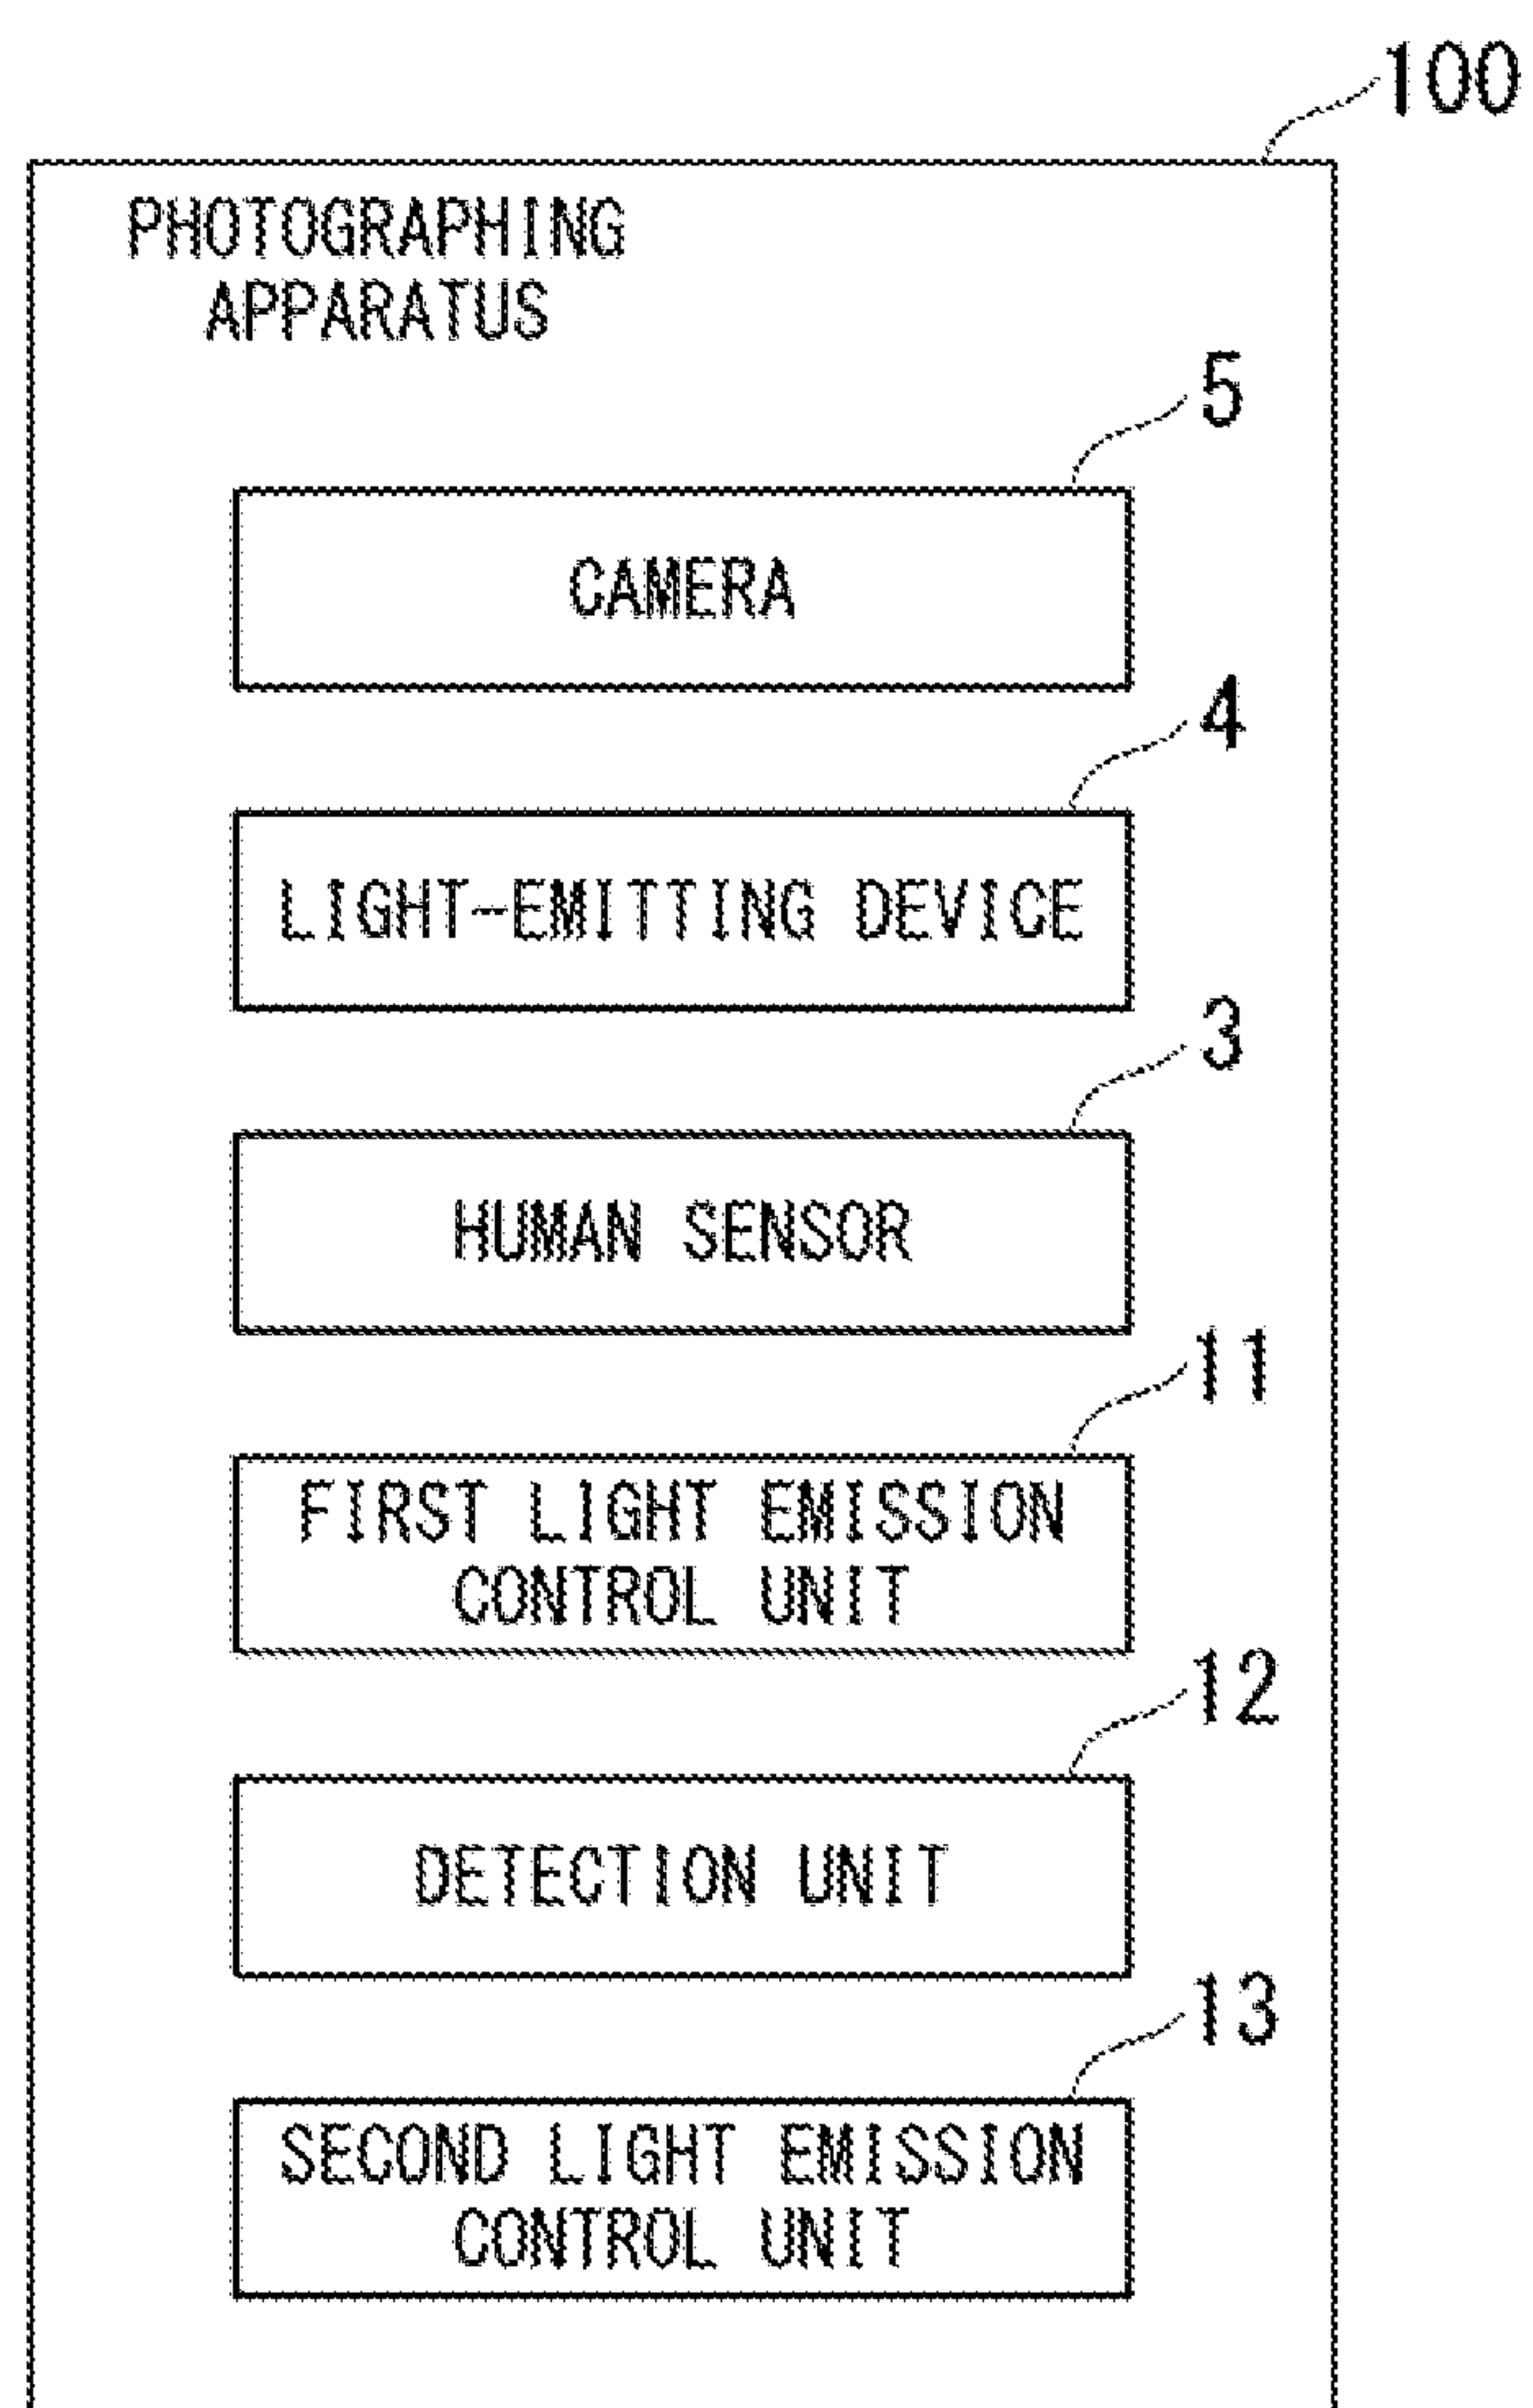 100
PHOTOGRAPHING
APPARATUS
5
CAMERA
4
LIGHT-EMITTING DEVICE
3
HUMAN SENSOR
11
FIRST LIGHT EMISSION
CONTROL UNIT
12
DETECTION UNIT
13
SECOND LIGHT EMISSION
CONTROL UNIT